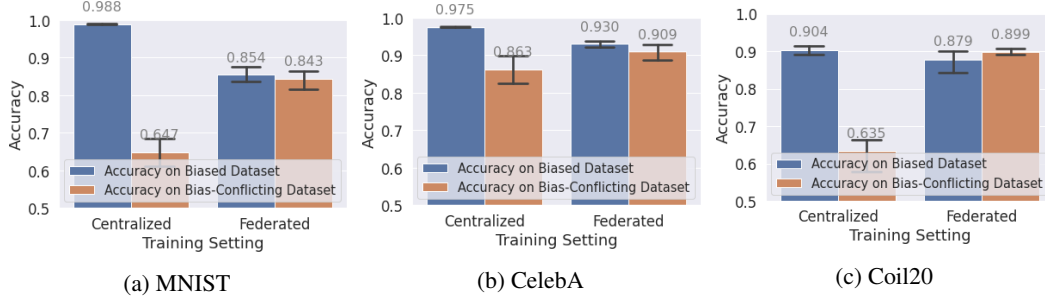 0.988
0.854
0.843
0.647
1.0
0.9
0.8
0.7
0.6
0.5
Accuracy
Accuracy on Biased Dataset
Accuracy on Bias-Conflicting Dataset
Centralized Federated
Training Setting
(a) MNIST
0.975
0.863
0.930
0.909
1.0
0.9
0.8
0.7
0.6
0.5
Accuracy
Accuracy on Biased Dataset
Accuracy on Bias-Conflicting Dataset
Centralized Federated
Training Setting
(b) CelebA
0.904
0.635
0.879
0.899
1.0
0.9
0.8
0.7
0.6
0.5
Accuracy
Accuracy on Biased Dataset
Accuracy on Bias-Conflicting Dataset
Centralized Federated
Training Setting
(c) Coil20